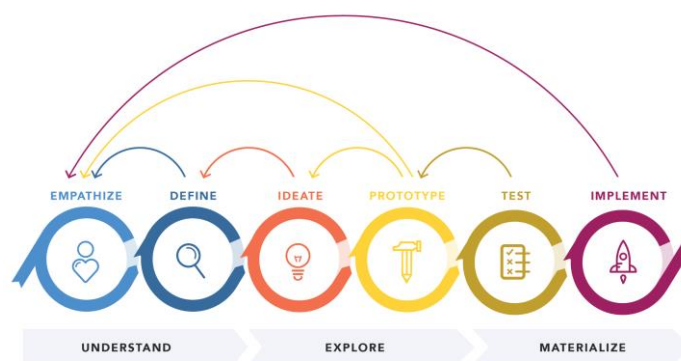 EMPATHIZE DEFINE IDEATE PROTOTYPE TEST IMPLEMENT
UNDERSTAND EXPLORE MATERIALIZE